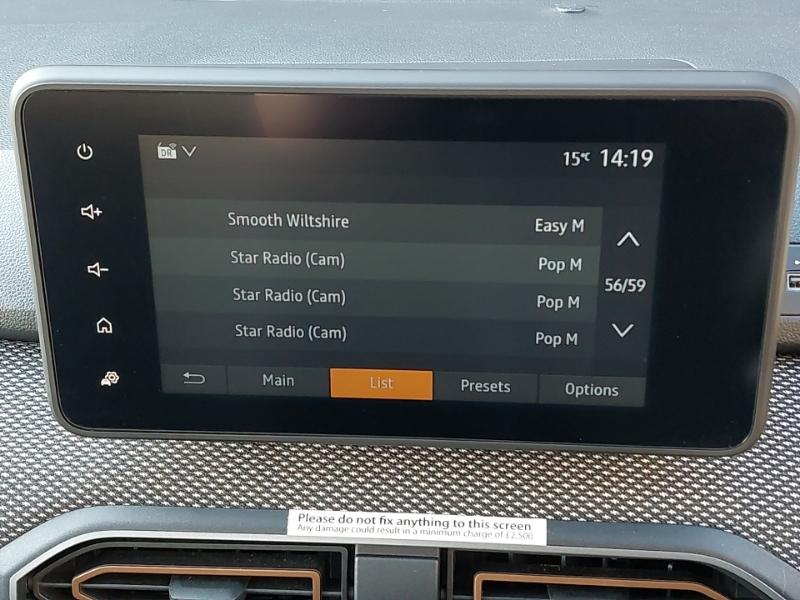 DR
15°C 14:19
Smooth Wiltshire Easy M
Star Radio (Cam) Pop M
Star Radio (Cam) Pop M
56/59
Star Radio (Cam) Pop M
Main List Presets Options
Please do not fix anything to this screen
Any damage could result in a minimum charge of £2,500